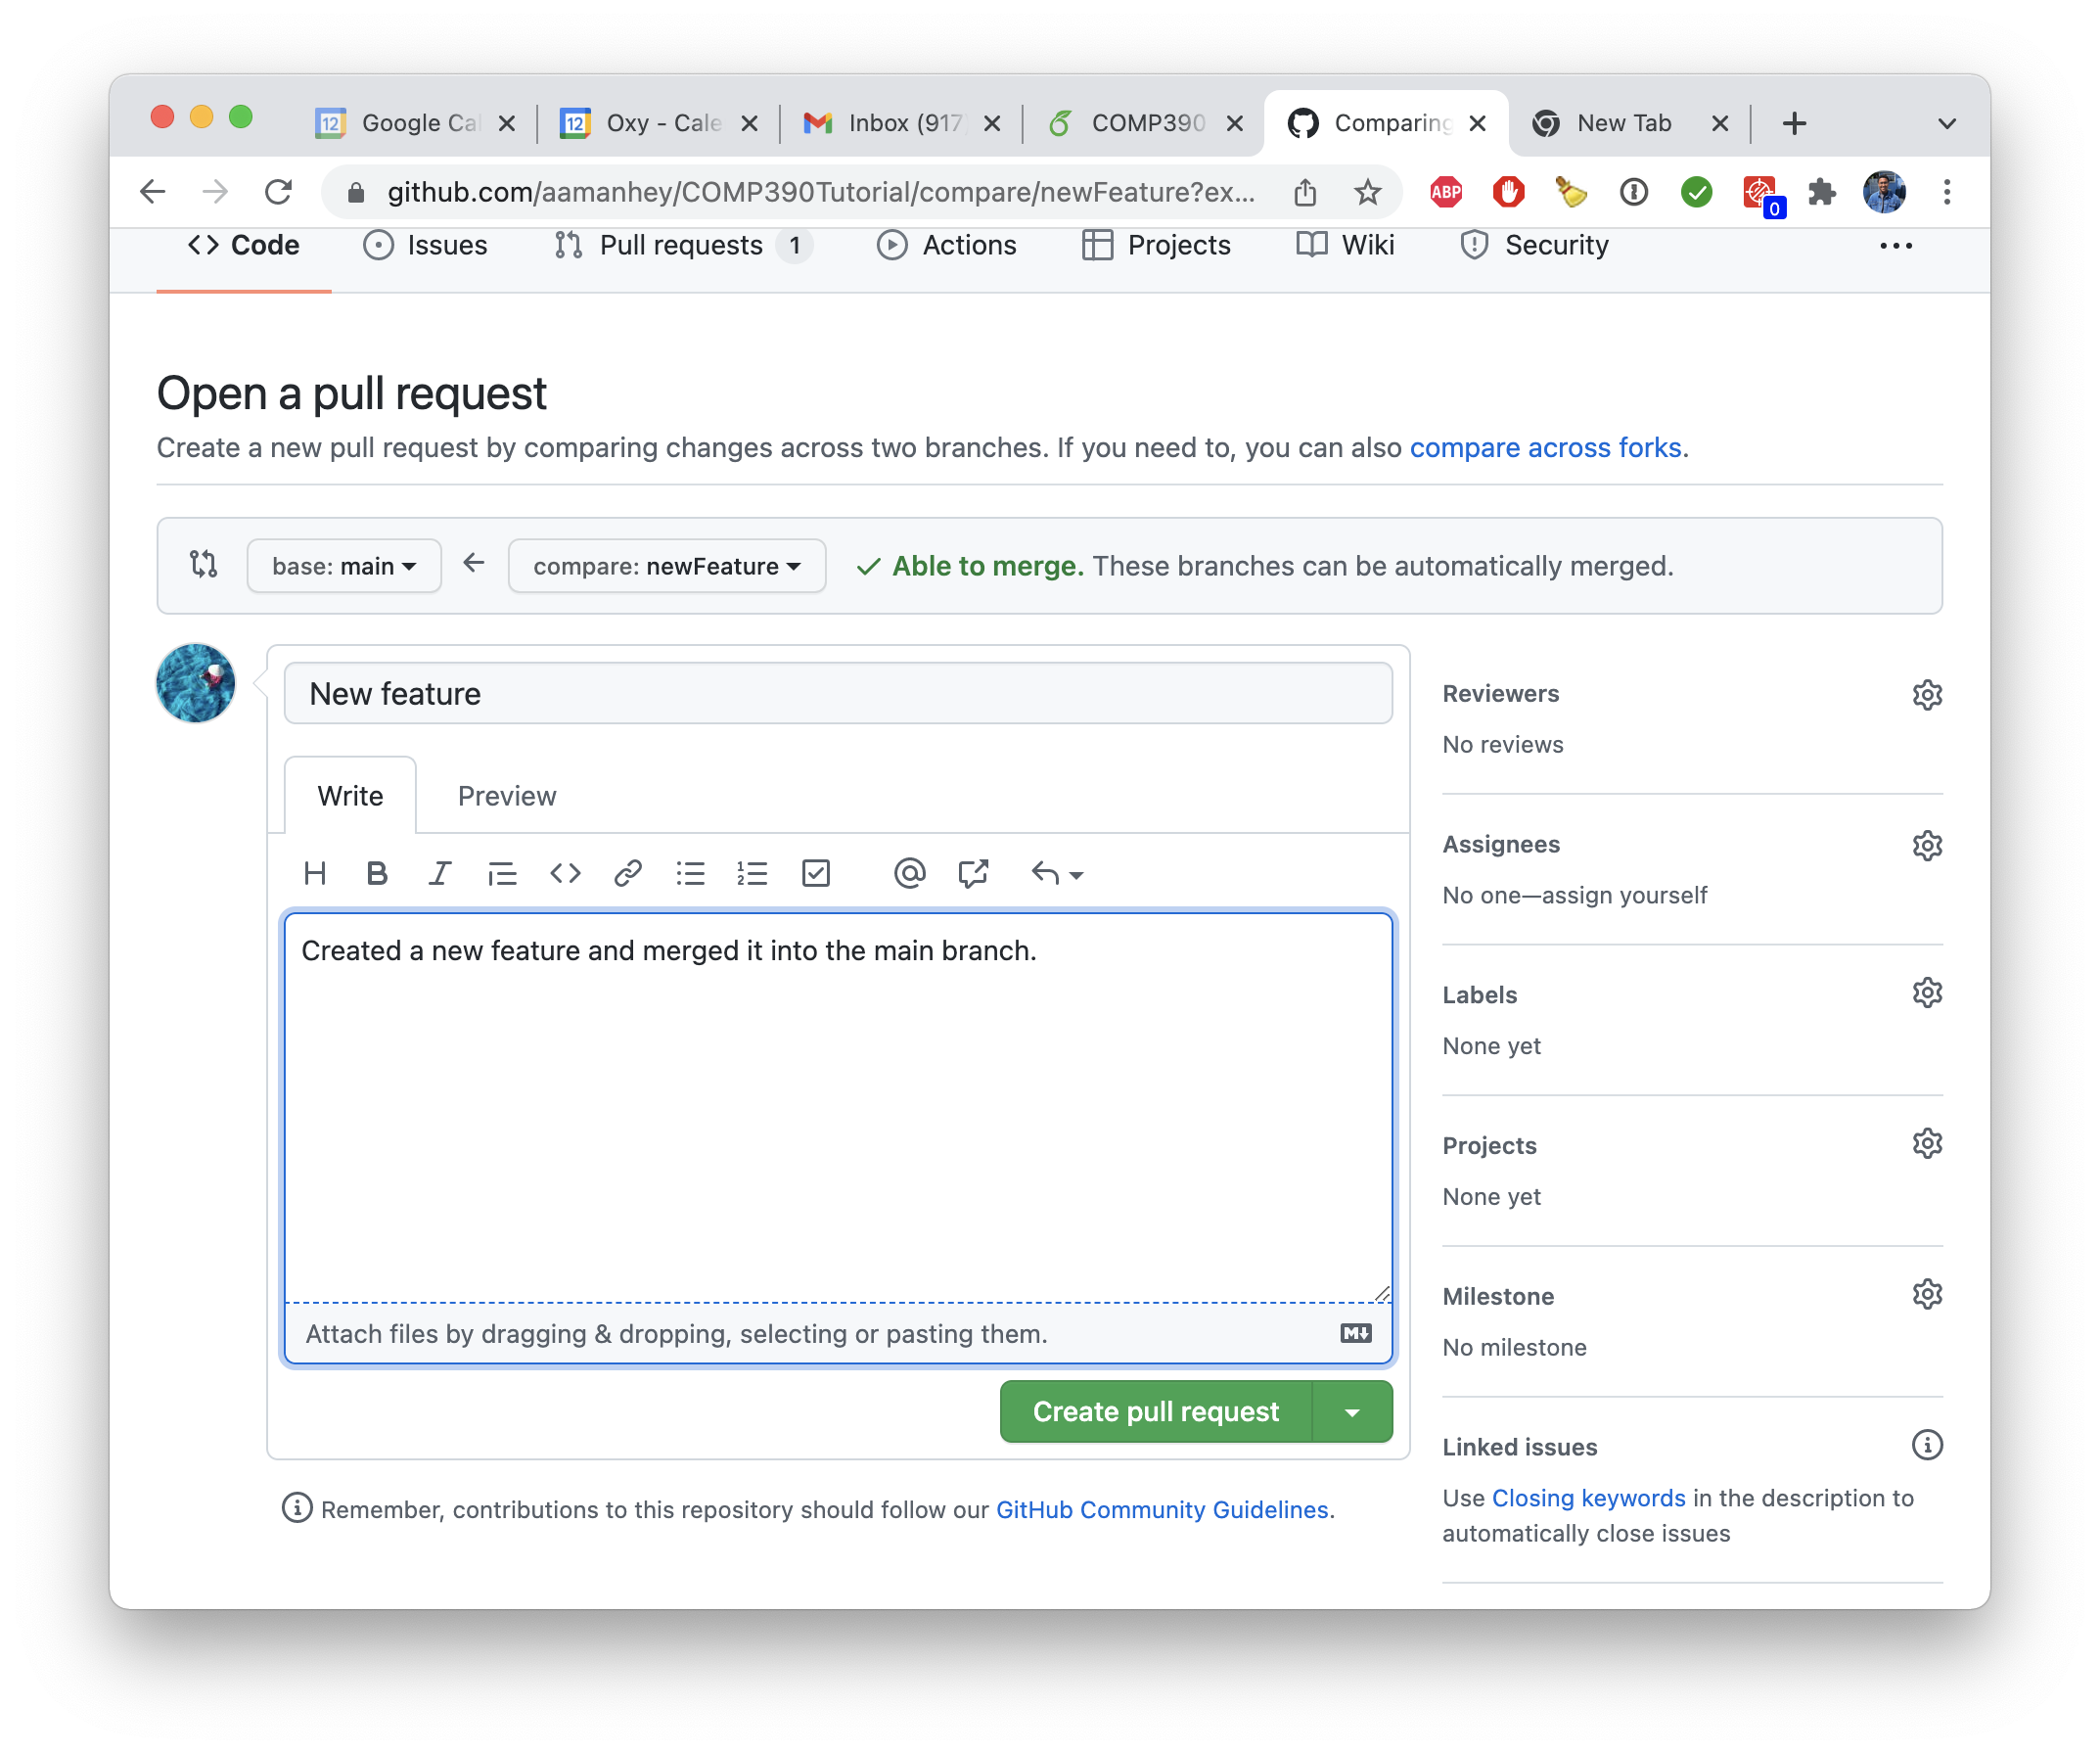 Google Cal
Oxy - Cale
Inbox (917
COMP390
Comparing
New Tab
github.com/aamanhey/COMP390Tutorial/compare/newFeature?ex...
ABP
0
Code
Issues
Pull requests 1
Actions
Projects
Wiki
Security
Open a pull request
Create a new pull request by comparing changes across two branches. If you need to, you can also compare across forks.
base: main
compare: newFeature
Able to merge. These branches can be automatically merged.
New feature
Write
Preview
Created a new feature and merged it into the main branch.
Attach files by dragging & dropping, selecting or pasting them.
Create pull request
Remember, contributions to this repository should follow our GitHub Community Guidelines.
Reviewers
No reviews
Assignees
No one—assign yourself
Labels
None yet
Projects
None yet
Milestone
No milestone
Linked issues
Use Closing keywords in the description to
automatically close issues